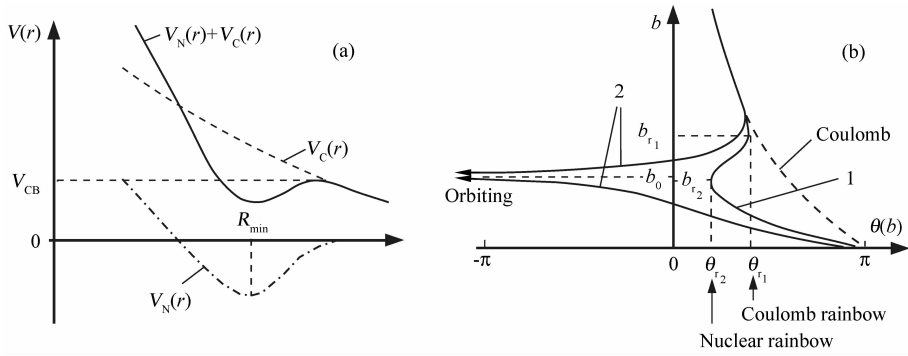 V(r)
V_N(r)+V_C(r)
(a)
V_C(r)
V_CB
0
R_min
V_N(r)
b
(b)
2
b_r1
Coulomb
b_0
b_r2
1
Orbiting
θ(b)
-π
0
θ_r2
θ_r1
π
Coulomb rainbow
Nuclear rainbow